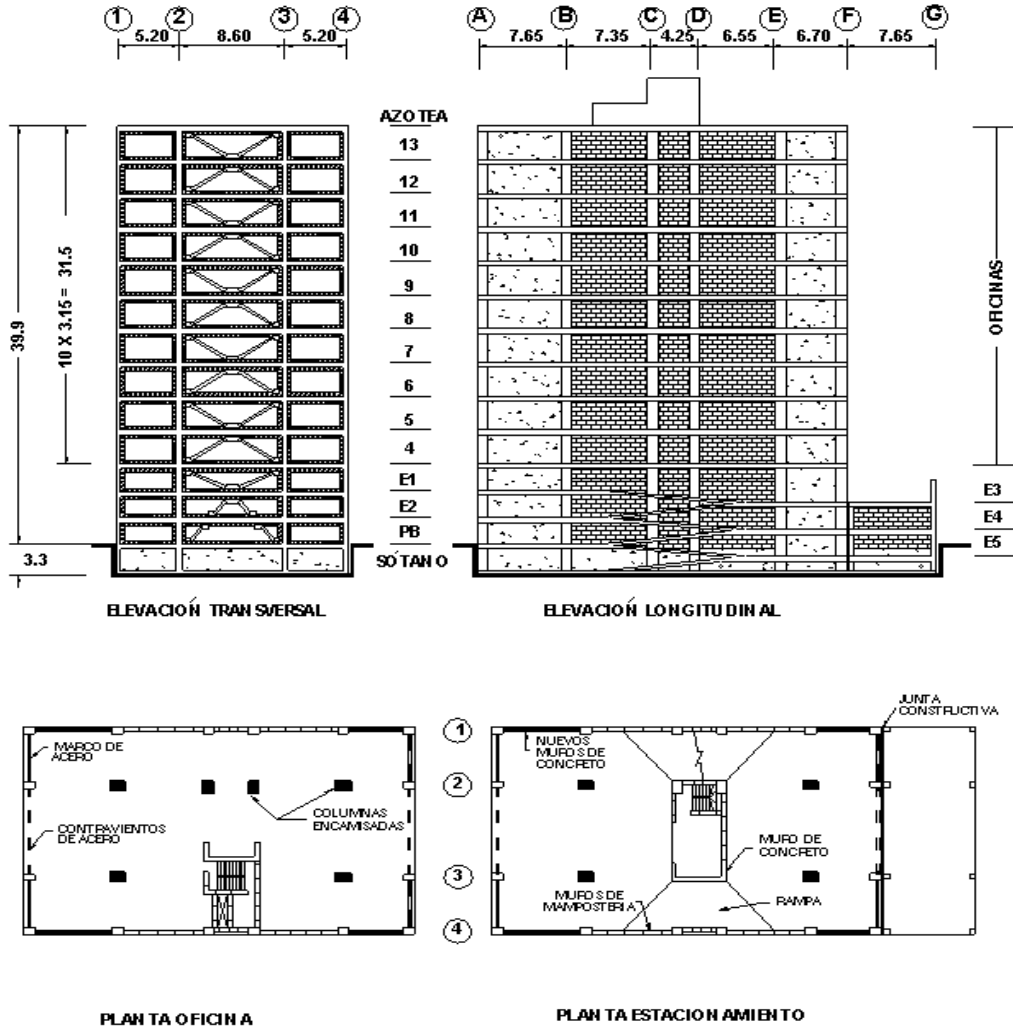 1 2 3 4
5.20 8.60 5.20
A B C D E F G
7.65 7.35 4.25 6.55 6.70 7.65
AZOTEA
13
12
11
10
9
8
7
6
5
4
E1
E2
PB
SÓTANO
39.9
10 X 3.15 = 31.5
3.3
OFICINAS
E3
E4
E5
ELEVACIÓN TRANSVERSAL
ELEVACIÓN LONGITUDINAL
MARCO DE
ACERO
CONTRAVIENTOS
DE ACERO
COLUMNAS
ENCAMISADAS
PLANTA OFICINA
1
2
3
4
JUNTA
CONSTRUCTIVA
NUEVOS
MUROS DE
CONCRETO
MURO DE
CONCRETO
MUROS DE
MAMPOSTERIA
RAMPA
PLANTA ESTACIONAMIENTO